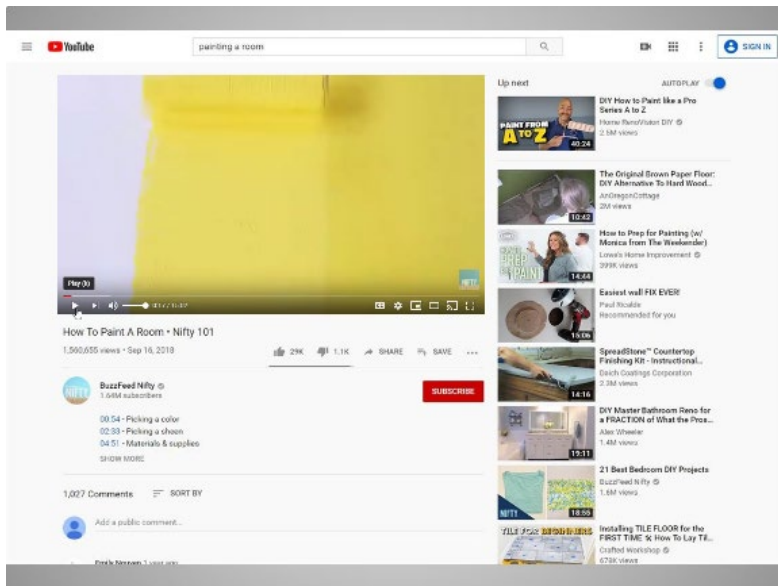 YouTube
painting a room
SIGN IN
Play (k)
NIFTY
How To Paint A Room • Nifty 101
1,560,655 views • Sep 16, 2018
29K
1.1K
SHARE
SAVE
BuzzFeed Nifty
1.64M subscribers
SUBSCRIBE
00:54 - Picking a color
02:33 - Picking a sheen
04:51 - Materials & supplies
SHOW MORE
1,027 Comments
SORT BY
Add a public comment...
1 year ago
Up next
AUTOPLAY
PAINT FROM
A TO Z
40:24
DIY How to Paint like a Pro
Series A to Z
Home RenoVision DIY
2.5M views
10:42
The Original Brown Paper Floor:
DIY Alternative To Hard Wood...
AnOregonCottage
2M views
PREP
PAINT
14:44
How to Prep for Painting (w/
Monica from The Weekender)
Lowe's Home Improvement
399K views
15:06
Easiest wall FIX EVER!
Paul Ricalde
Recommended for you
14:16
SpreadStone™ Countertop
Finishing Kit - Instructional...
Daich Coatings Corporation
2.3M views
19:11
DIY Master Bathroom Reno for
a FRACTION of What the Pros...
Alex Wheeler
1.4M views
NIFTY
18:55
21 Best Bedroom DIY Projects
BuzzFeed Nifty
1.6M views
TILE FOR BEGINNERS
Installing TILE FLOOR for the
FIRST TIME 🛠 How To Lay Til...
Crafted Workshop
678K views